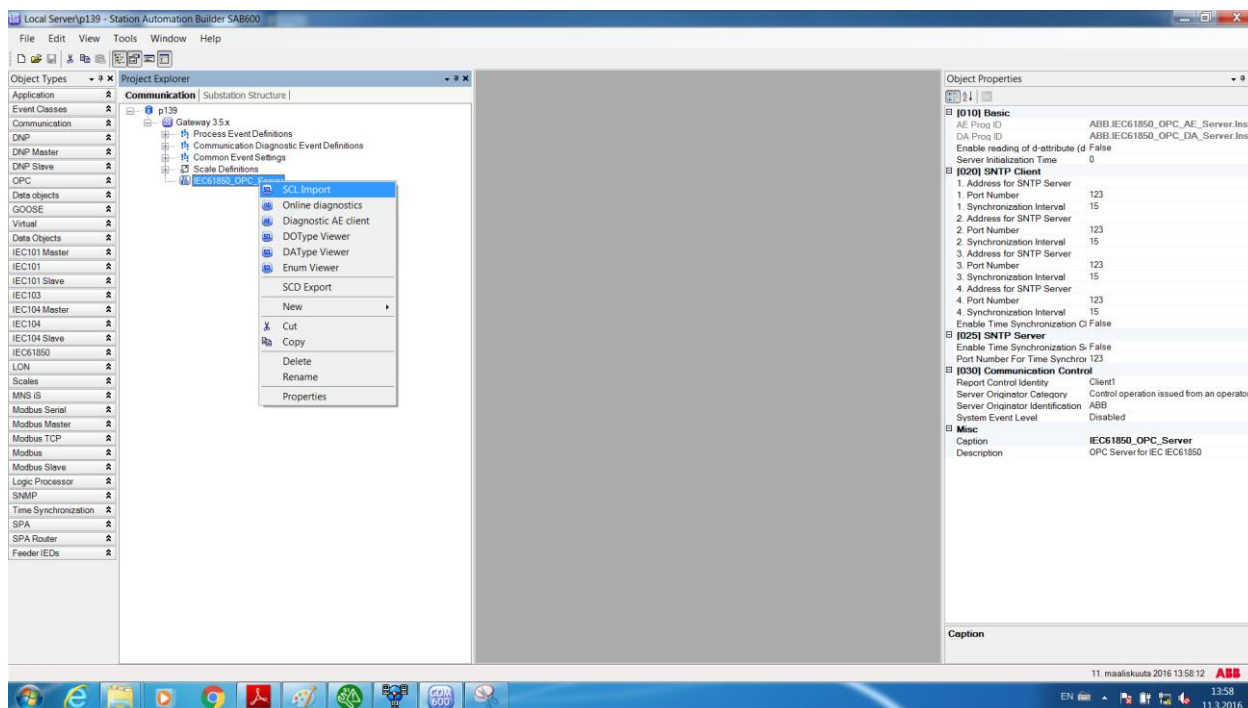 Local Server\p139 - Station Automation Builder SAB600
File Edit View Tools Window Help
Object Types
Application
Event Classes
Communication
DNP
DNP Master
DNP Slave
OPC
Data objects
GOOSE
Virtual
Data Objects
IEC101 Master
IEC101
IEC101 Slave
IEC103
IEC104 Master
IEC104
IEC104 Slave
IEC61850
LON
Scales
MNS iS
Modbus Serial
Modbus Master
Modbus TCP
Modbus
Modbus Slave
Logic Processor
SNMP
Time Synchronization
SPA
SPA Router
Feeder IEDs
Project Explorer
Communication Substation Structure
p139
Gateway 3.5.x
Process Event Definitions
Communication Diagnostic Event Definitions
Common Event Settings
Scale Definitions
IEC61850_OPC_Server
SCL Import
Online diagnostics
Diagnostic AE client
DOType Viewer
DAType Viewer
Enum Viewer
SCD Export
New
Cut
Copy
Delete
Rename
Properties
Object Properties
[010] Basic
AE Prog ID ABB.IEC61850_OPC_AE_Server.Ins
DA Prog ID ABB.IEC61850_OPC_DA_Server.Ins
Enable reading of d-attribute (d False
Server Initialization Time 0
[020] SNTP Client
1. Address for SNTP Server
1. Port Number 123
1. Synchronization Interval 15
2. Address for SNTP Server
2. Port Number 123
2. Synchronization Interval 15
3. Address for SNTP Server
3. Port Number 123
3. Synchronization Interval 15
4. Address for SNTP Server
4. Port Number 123
4. Synchronization Interval 15
Enable Time Synchronization Cl False
[025] SNTP Server
Enable Time Synchronization S False
Port Number For Time Synchror 123
[030] Communication Control
Report Control Identity Client1
Server Originator Category Control operation issued from an operator
Server Originator Identification ABB
System Event Level Disabled
Misc
Caption IEC61850_OPC_Server
Description OPC Server for IEC IEC61850
Caption
11. maaliskuuta 2016 13:58:12 ABB
COM 600
EN
13:58
11.3.2016